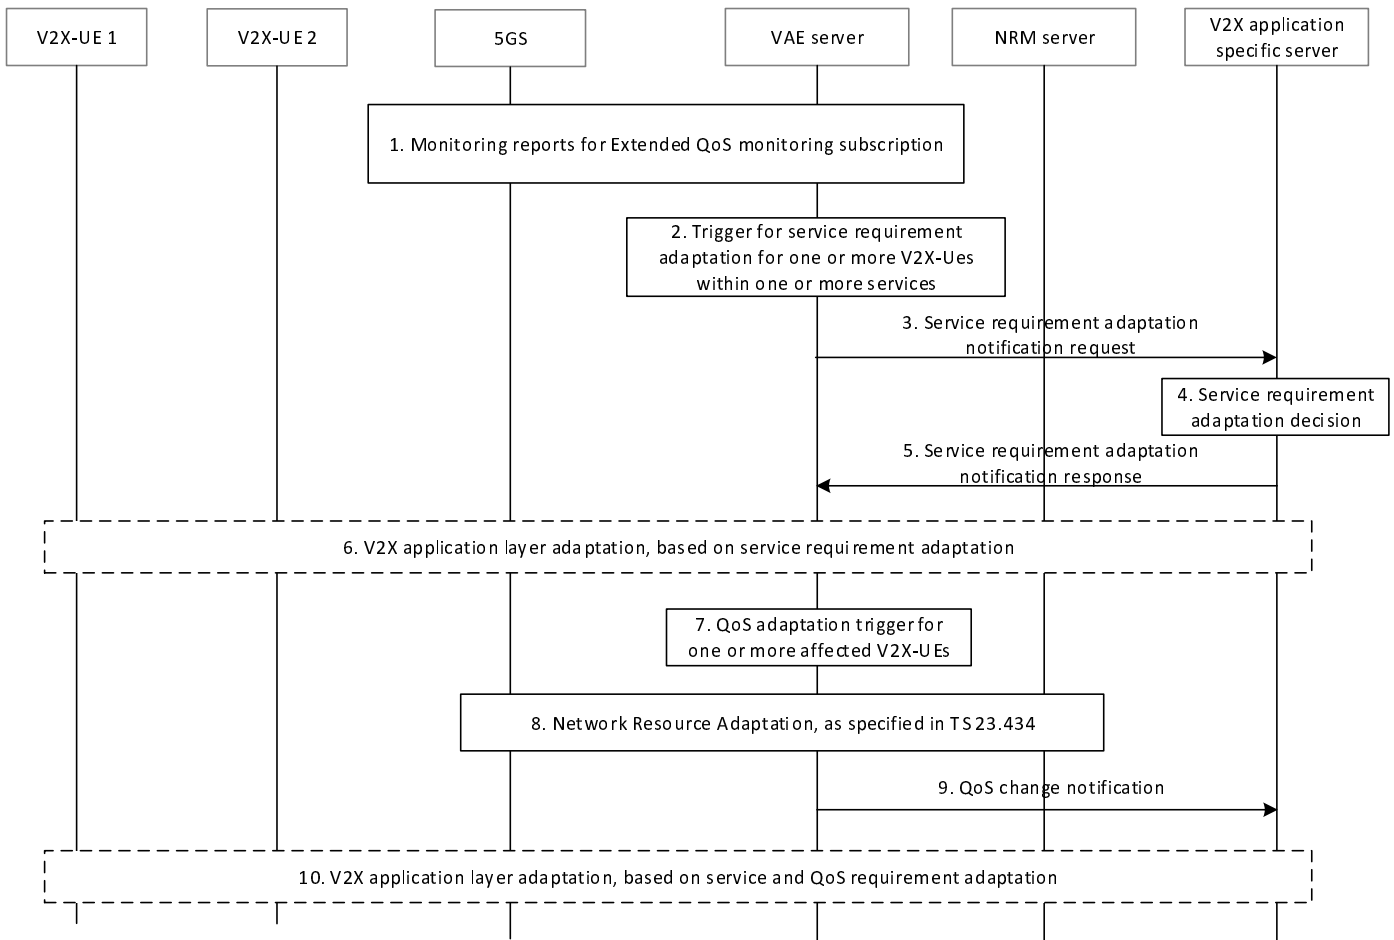 V2X-UE 1
V2X-UE 2
5GS
VAE server
NRM server
V2X application
specific server
1. Monitoring reports for Extended QoS monitoring subscription
2. Trigger for service requirement
adaptation for one or more V2X-Ues
within one or more services
3. Service requirement adaptation
notification request
4. Service requirement
adaptation decision
5. Service requirement adaptation
notification response
6. V2X application layer adaptation, based on service requirement adaptation
7. QoS adaptation trigger for
one or more affected V2X-UEs
8. Network Resource Adaptation, as specified in TS 23.434
9. QoS change notification
10. V2X application layer adaptation, based on service and QoS requirement adaptation